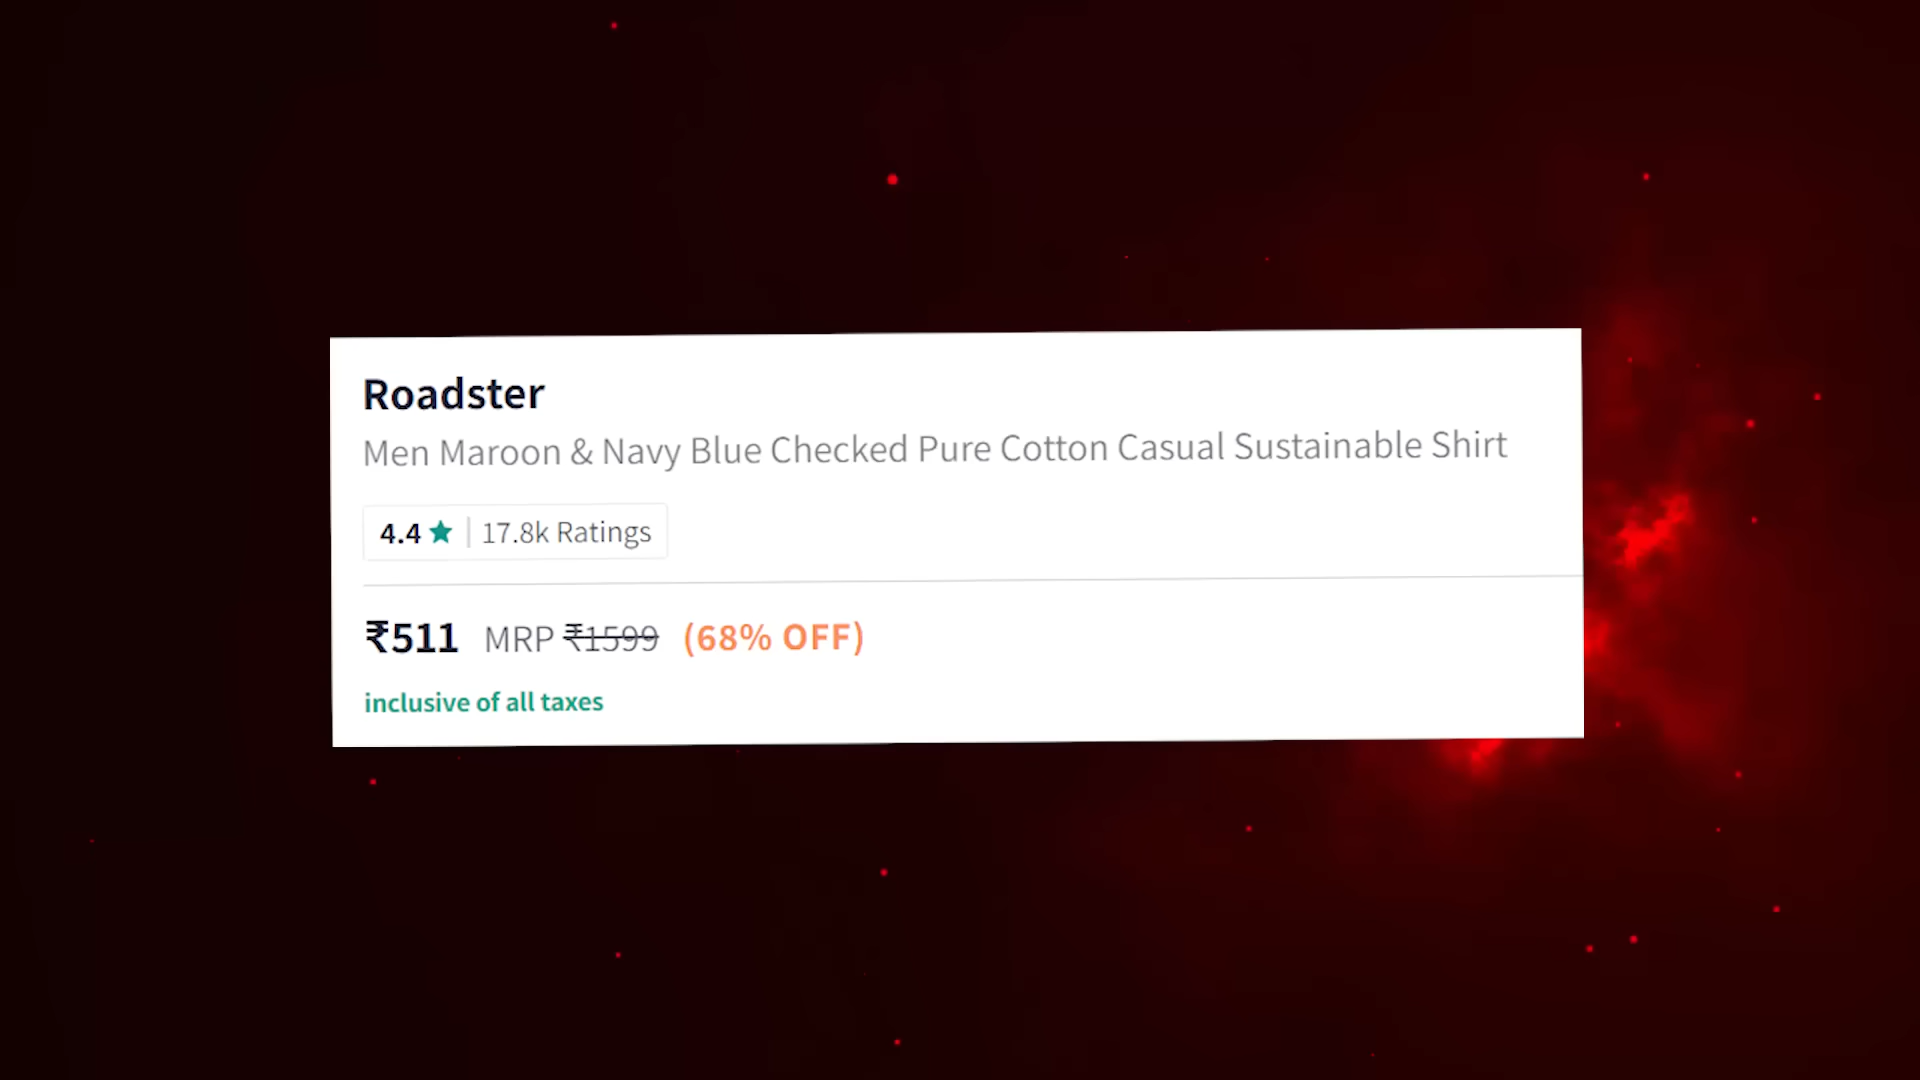 Roadster
Men Maroon & Navy Blue Checked Pure Cotton Casual Sustainable Shirt
4.4 ★ | 17.8k Ratings
₹511 MRP ₹1599 (68% OFF)
inclusive of all taxes